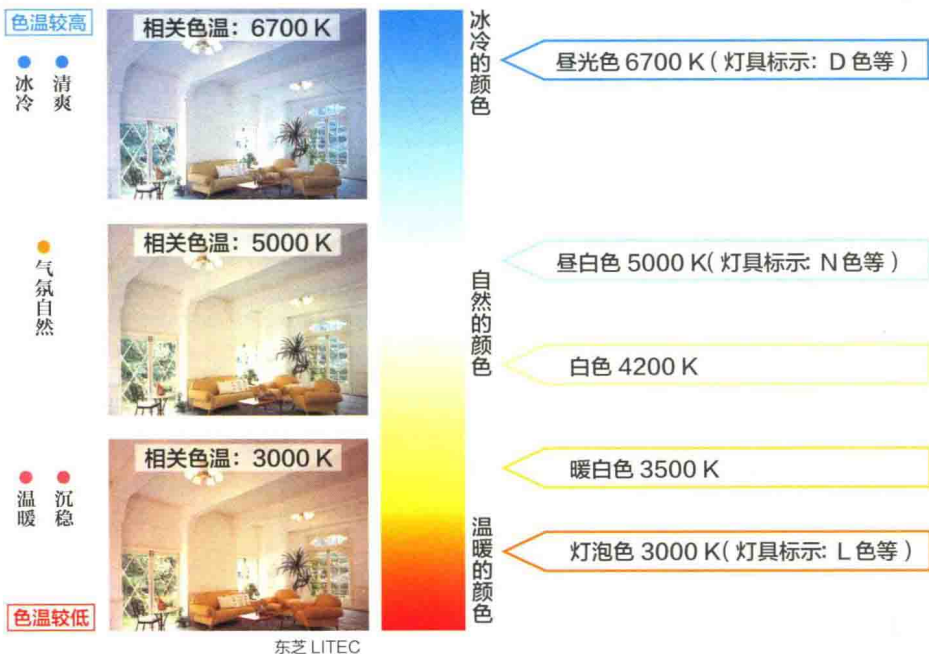 色温较高
相关色温：6700 K
冰冷的颜色
昼光色 6700 K（灯具标示：D 色等）
冰冷
清爽
相关色温：5000 K
昼白色 5000 K（灯具标示：N 色等）
气氛自然
自然的颜色
白色 4200 K
相关色温：3000 K
暖白色 3500 K
温暖
沉稳
温暖的颜色
灯泡色 3000 K（灯具标示：L 色等）
色温较低
东芝 LITEC